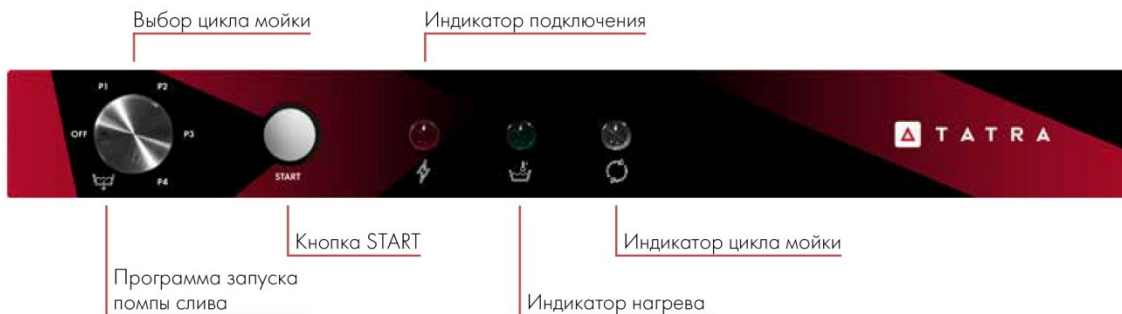 Выбор цикла мойки
Индикатор подключения
P1
P2
OFF
P3
P4
START
TATRA
Кнопка START
Индикатор цикла мойки
Программа запуска
помпы слива
Индикатор нагрева